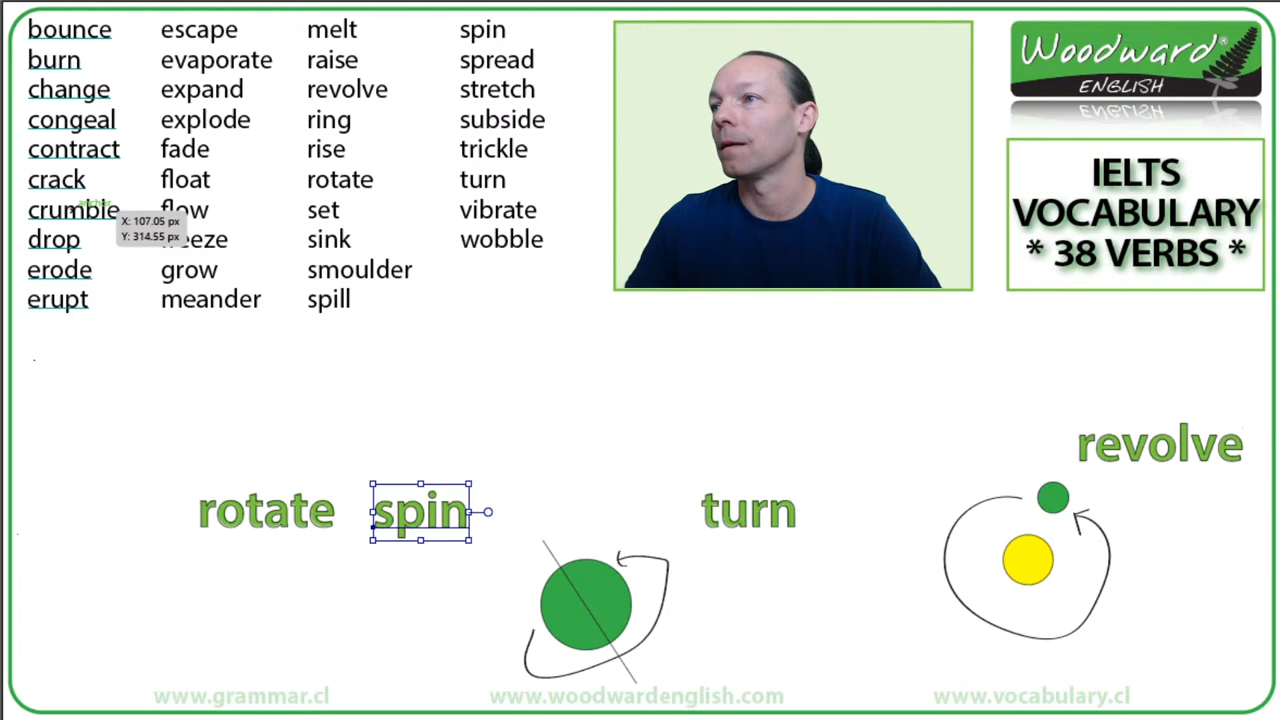 bounce escape melt spin
burn evaporate raise spread
change expand revolve stretch
congeal explode ring subside
contract fade rise trickle
crack float rotate turn
crumble flow set vibrate
drop freeze sink wobble
erode grow smoulder
erupt meander spill
anchor
X: 107.05 px
Y: 314.55 px
Woodward®
ENGLISH
IELTS
VOCABULARY
* 38 VERBS *
revolve
rotate spin turn
www.grammar.cl www.woodwardenglish.com www.vocabulary.cl